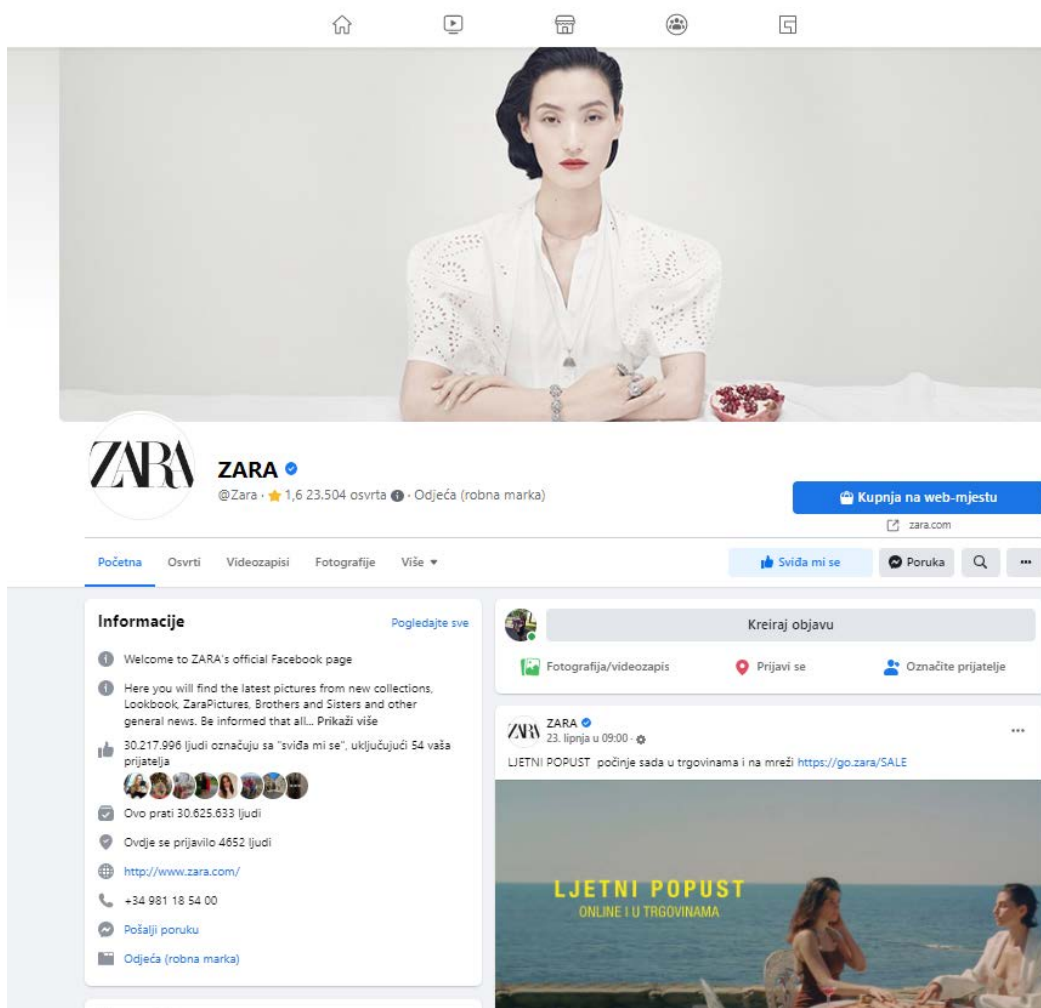 ZARA
ZARA
@Zara · 1,6 23.504 osvrta · Odjeća (robna marka)
Kupnja na web-mjestu
zara.com
Početna Osvrti Videozapisi Fotografije Više
Sviđa mi se Poruka
Informacije Pogledajte sve
Welcome to ZARA's official Facebook page
Here you will find the latest pictures from new collections,
Lookbook, ZaraPictures, Brothers and Sisters and other
general news. Be informed that all... Prikaži više
30.217.996 ljudi označuju sa "sviđa mi se", uključujući 54 vaša
prijatelja
Ovo prati 30.625.633 ljudi
Ovdje se prijavilo 4652 ljudi
http://www.zara.com/
+34 981 18 54 00
Pošalji poruku
Odjeća (robna marka)
Kreiraj objavu
Fotografija/videozapis Prijavi se Označite prijatelje
ZARA
ZARA
23. lipnja u 09:00 ·
LJETNI POPUST počinje sada u trgovinama i na mreži https://go.zara/SALE
LJETNI POPUST
ONLINE I U TRGOVINAMA